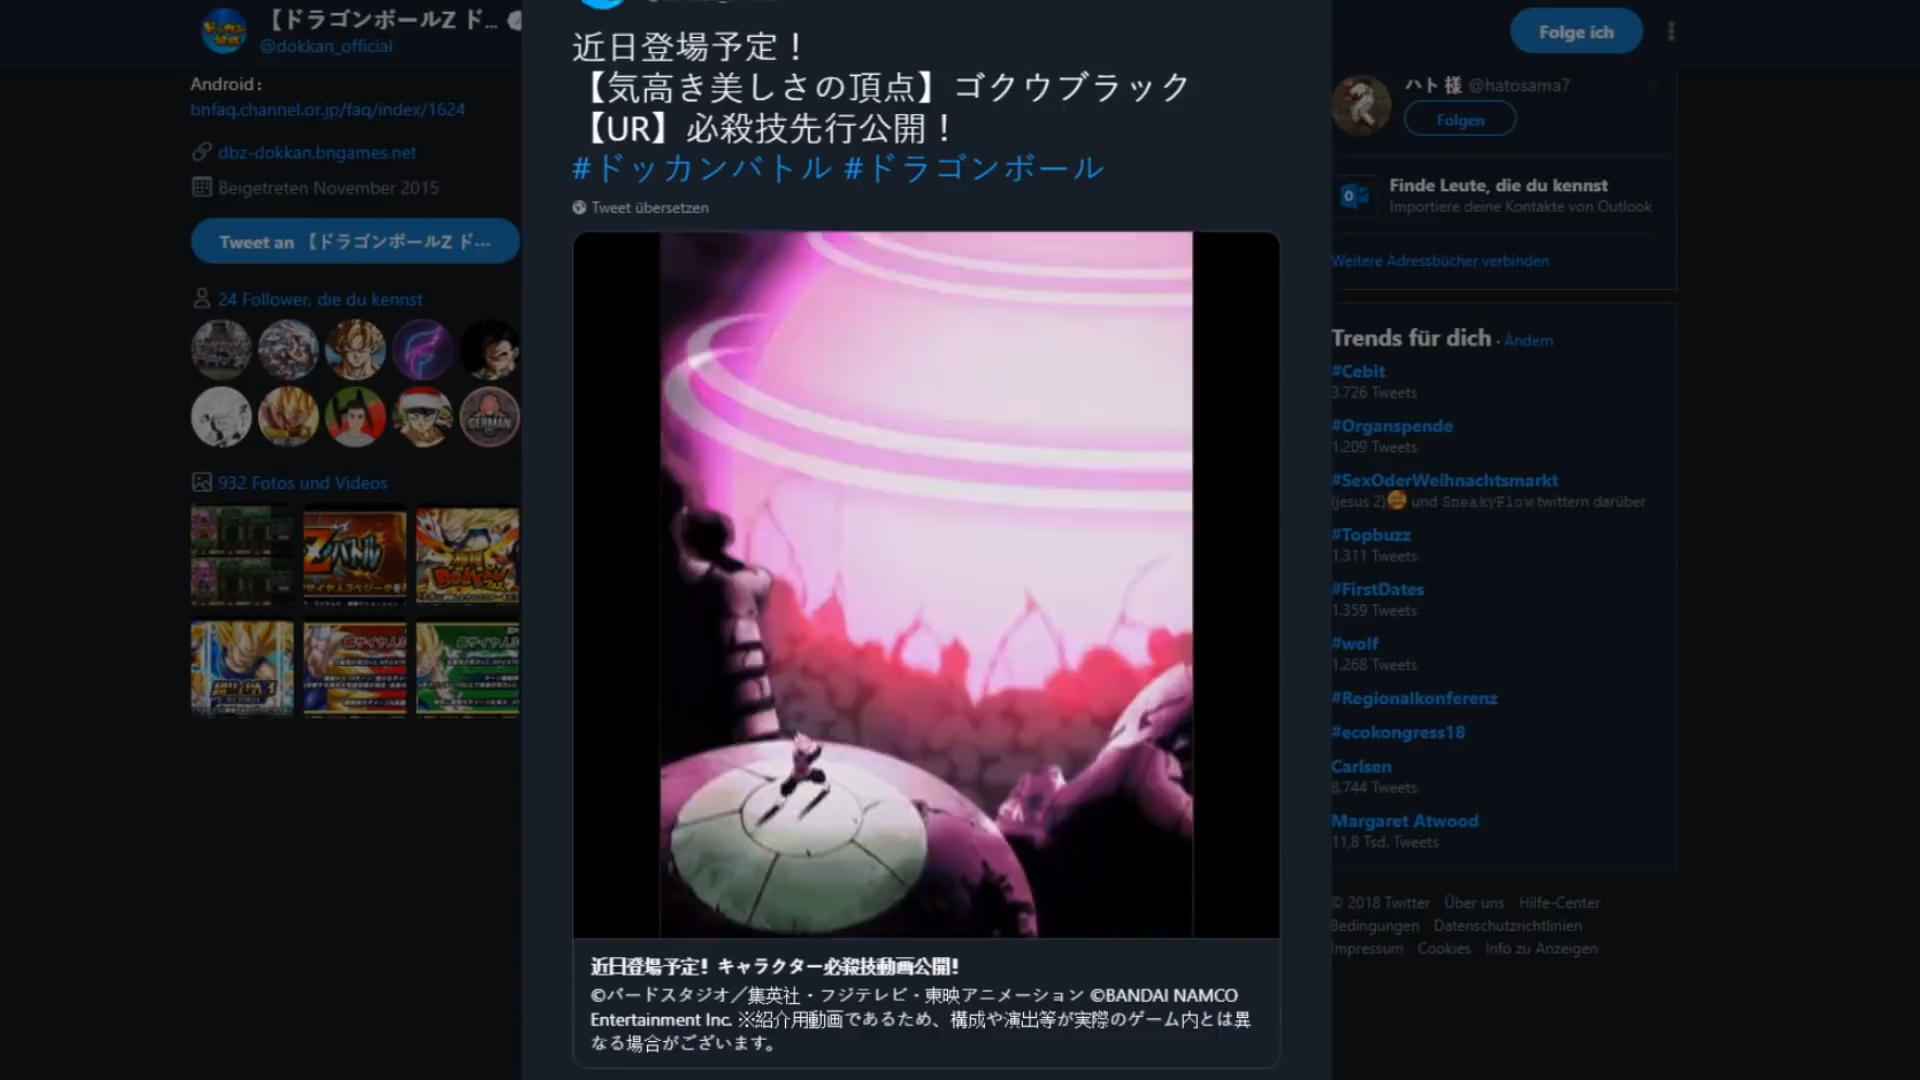 【ドラゴンボールZ ド...
@dokkan_official
Android：
bnfaq.channel.or.jp/faq/index/1624
dbz-dokkan.bngames.net
Beigetreten November 2015
Tweet an 【ドラゴンボールZ ド...
24 Follower, die du kennst
GERMAN
932 Fotos und Videos
近日登場予定！
【気高き美しさの頂点】ゴクウブラック
【UR】必殺技先行公開！
#ドッカンバトル #ドラゴンボール
Tweet übersetzen
近日登場予定！キャラクター必殺技動画公開！
©バードスタジオ／集英社・フジテレビ・東映アニメーション ©BANDAI NAMCO
Entertainment Inc. ※紹介用動画であるため、構成や演出等が実際のゲーム内とは異
なる場合がございます。
Folge ich
ハト 様 @hatosama7
Folgen
Finde Leute, die du kennst
Importiere deine Kontakte von Outlook
Weitere Adressbücher verbinden
Trends für dich · Ändern
#Cebit
3.726 Tweets
#Organspende
1.209 Tweets
#SexOderWeihnachtsmarkt
(jesus 2) und SneakyFlow twittern darüber
#Topbuzz
1.311 Tweets
#FirstDates
1.359 Tweets
#wolf
1.268 Tweets
#Regionalkonferenz
#ecokongress18
Carlsen
8.744 Tweets
Margaret Atwood
11,8 Tsd. Tweets
© 2018 Twitter Über uns Hilfe-Center
Bedingungen Datenschutzrichtlinien
Impressum Cookies Info zu Anzeigen